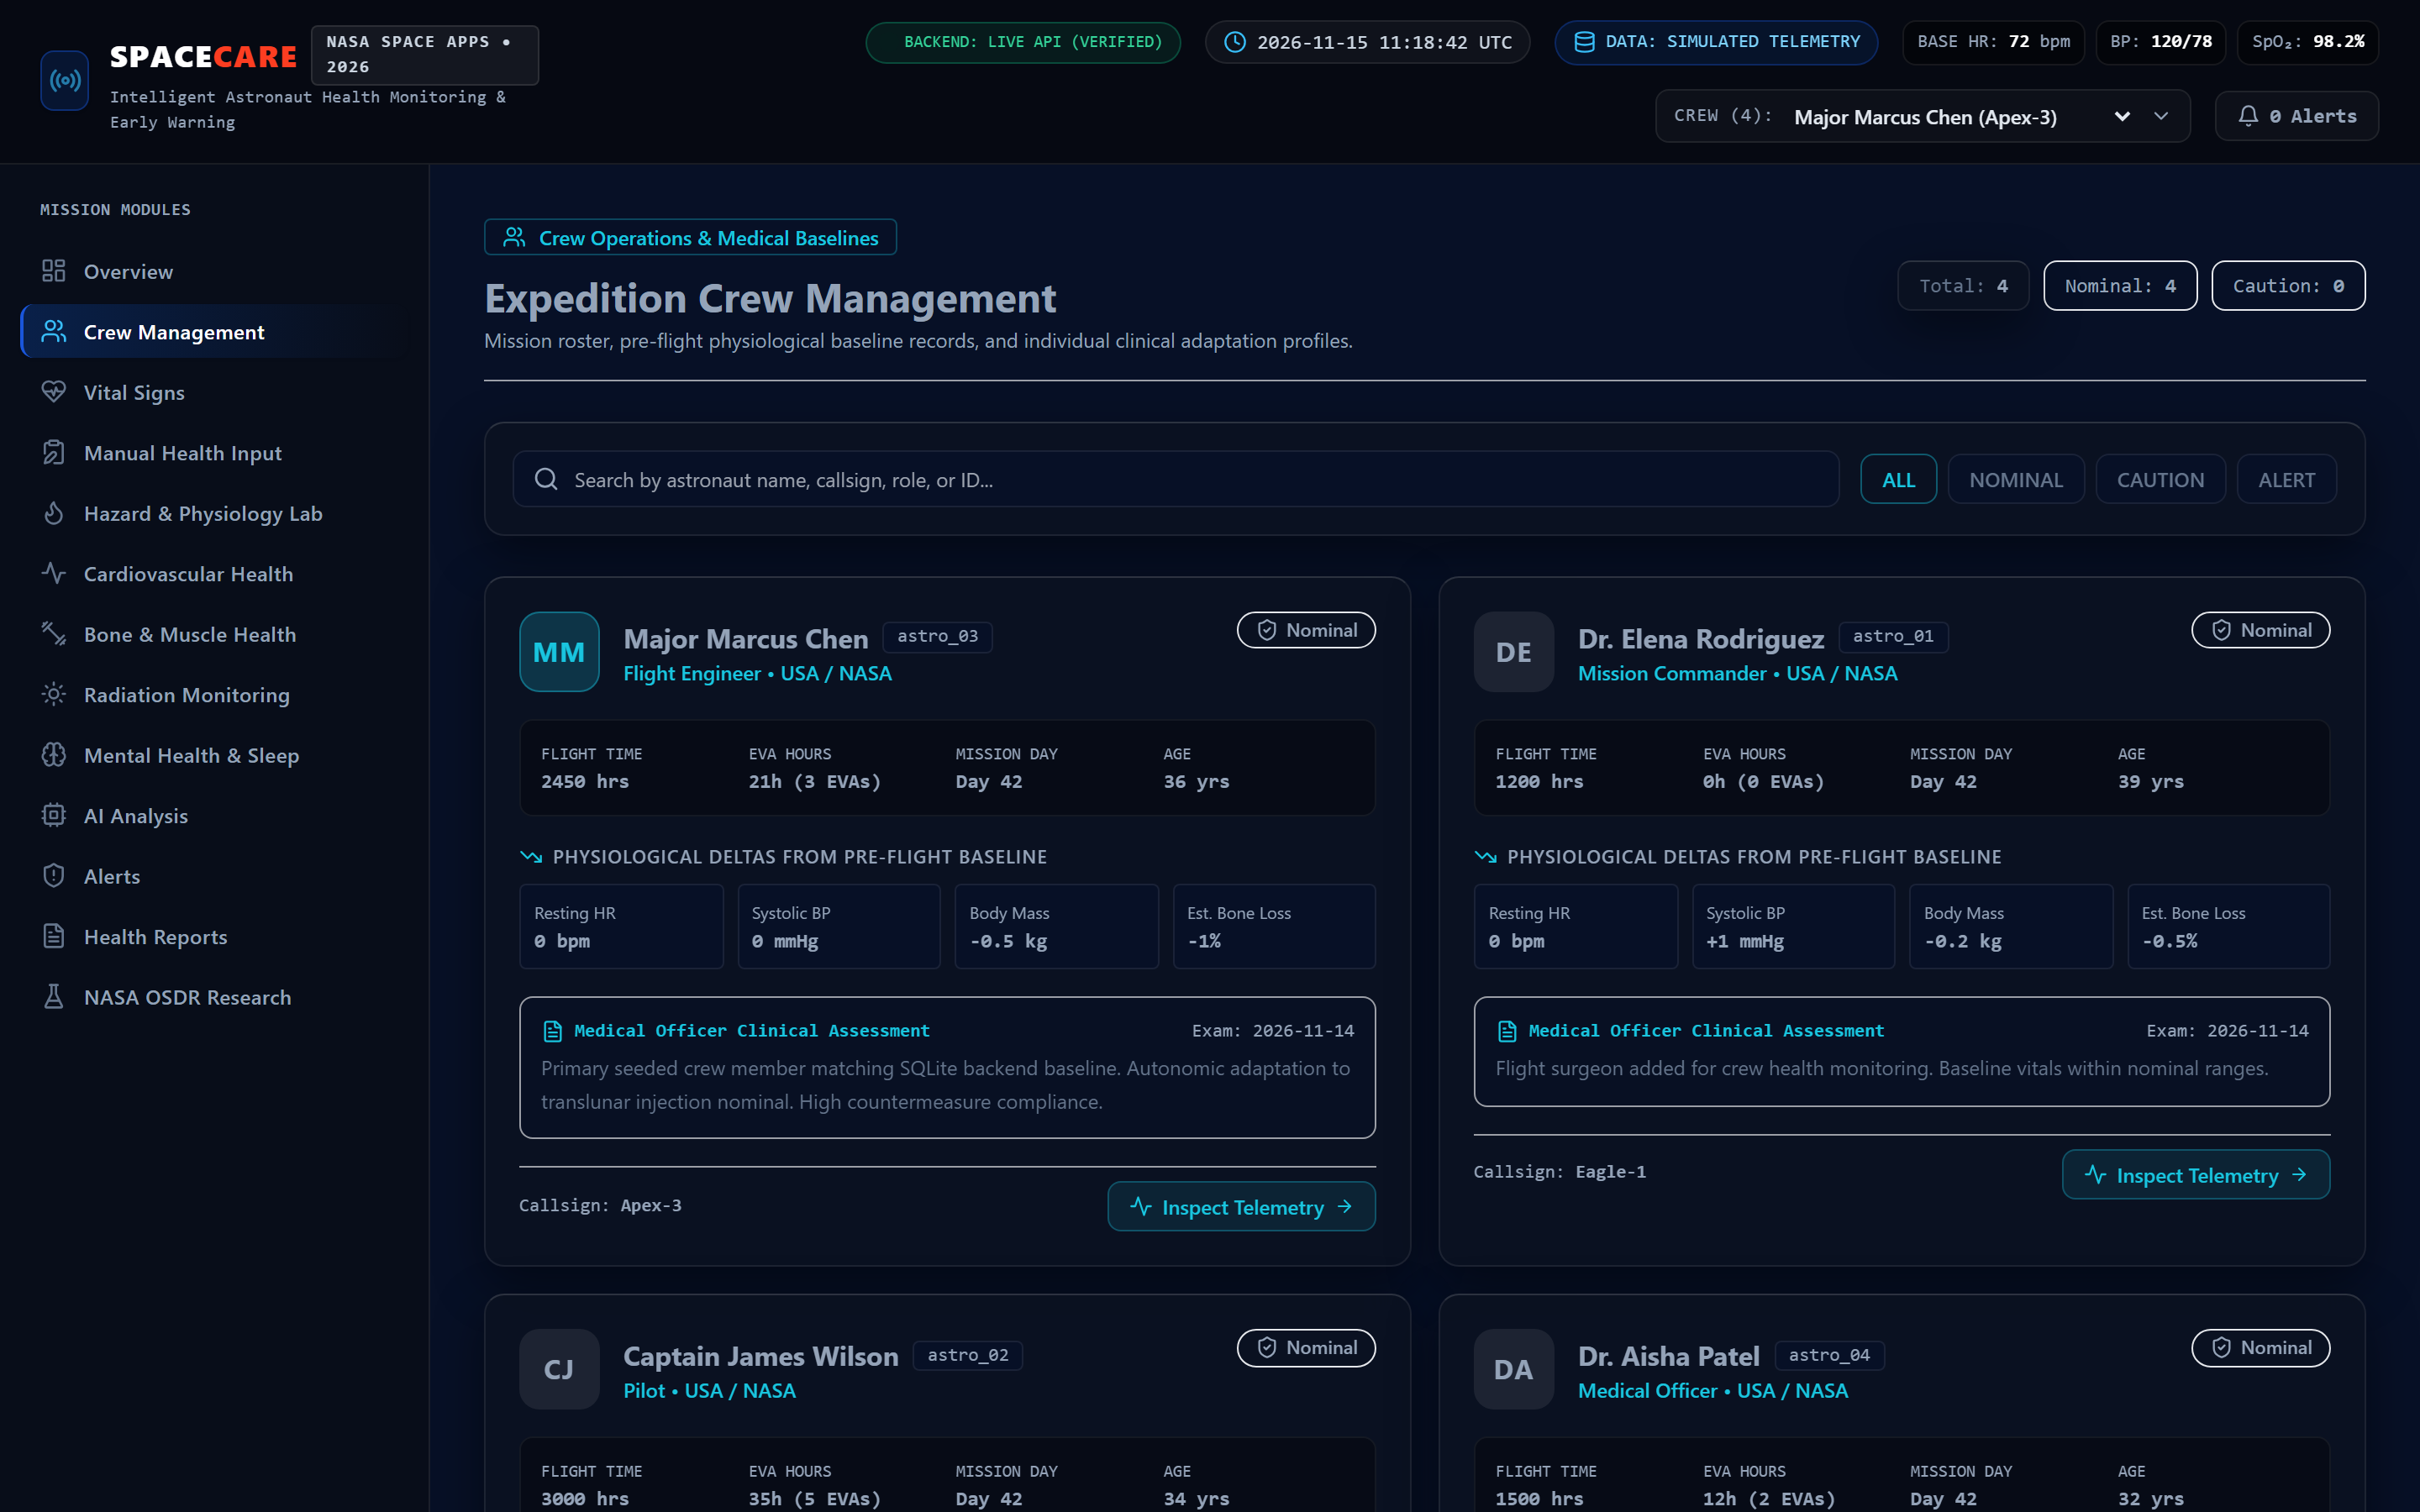 SPACECARE
NASA SPACE APPS •
2026
Intelligent Astronaut Health Monitoring &
Early Warning
BACKEND: LIVE API (VERIFIED)
2026-11-15 11:18:42 UTC
DATA: SIMULATED TELEMETRY
BASE HR: 72 bpm
BP: 120/78
SpO₂: 98.2%
CREW (4): Major Marcus Chen (Apex-3)
0 Alerts
MISSION MODULES
Overview
Crew Management
Vital Signs
Manual Health Input
Hazard & Physiology Lab
Cardiovascular Health
Bone & Muscle Health
Radiation Monitoring
Mental Health & Sleep
AI Analysis
Alerts
Health Reports
NASA OSDR Research
Crew Operations & Medical Baselines
Expedition Crew Management
Mission roster, pre-flight physiological baseline records, and individual clinical adaptation profiles.
Total: 4
Nominal: 4
Caution: 0
Search by astronaut name, callsign, role, or ID...
ALL
NOMINAL
CAUTION
ALERT
MM
Major Marcus Chen
astro_03
Nominal
Flight Engineer • USA / NASA
FLIGHT TIME EVA HOURS MISSION DAY AGE
2450 hrs 21h (3 EVAs) Day 42 36 yrs
PHYSIOLOGICAL DELTAS FROM PRE-FLIGHT BASELINE
Resting HR Systolic BP Body Mass Est. Bone Loss
0 bpm 0 mmHg -0.5 kg -1%
Medical Officer Clinical Assessment Exam: 2026-11-14
Primary seeded crew member matching SQLite backend baseline. Autonomic adaptation to
translunar injection nominal. High countermeasure compliance.
Callsign: Apex-3
Inspect Telemetry →
DE
Dr. Elena Rodriguez
astro_01
Nominal
Mission Commander • USA / NASA
FLIGHT TIME EVA HOURS MISSION DAY AGE
1200 hrs 0h (0 EVAs) Day 42 39 yrs
PHYSIOLOGICAL DELTAS FROM PRE-FLIGHT BASELINE
Resting HR Systolic BP Body Mass Est. Bone Loss
0 bpm +1 mmHg -0.2 kg -0.5%
Medical Officer Clinical Assessment Exam: 2026-11-14
Flight surgeon added for crew health monitoring. Baseline vitals within nominal ranges.
Callsign: Eagle-1
Inspect Telemetry →
CJ
Captain James Wilson
astro_02
Nominal
Pilot • USA / NASA
FLIGHT TIME EVA HOURS MISSION DAY AGE
3000 hrs 35h (5 EVAs) Day 42 34 yrs
DA
Dr. Aisha Patel
astro_04
Nominal
Medical Officer • USA / NASA
FLIGHT TIME EVA HOURS MISSION DAY AGE
1500 hrs 12h (2 EVAs) Day 42 32 yrs